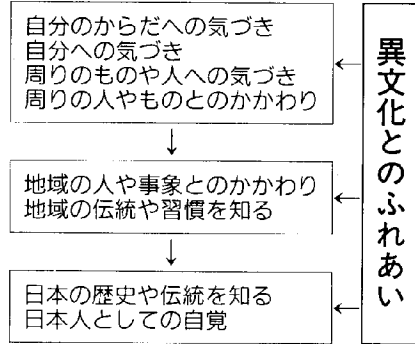 自分のからだへの気づき
自分への気づき
周りのものや人への気づき
周りの人やものとのかかわり
地域の人や事象とのかかわり
地域の伝統や習慣を知る
日本の歴史や伝統を知る
日本人としての自覚
異文化とのふれあい